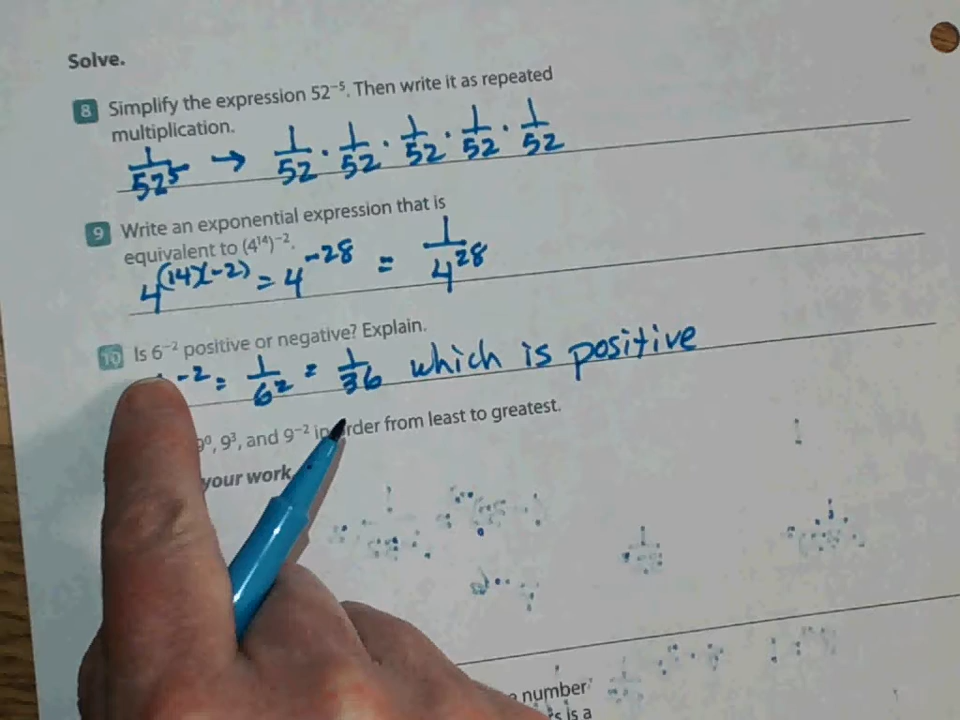 Solve.
8 Simplify the expression 52⁻⁵. Then write it as repeated
multiplication.
1/52⁵ → 1/52 · 1/52 · 1/52 · 1/52 · 1/52
9 Write an exponential expression that is
equivalent to (4¹⁴)⁻².
4^(14)(-2) = 4⁻²⁸ = 1/4²⁸
10 Is 6⁻² positive or negative? Explain.
⁻² = 1/6² = 1/36 which is positive
9⁰, 9³, and 9⁻² in order from least to greatest.
your work.
number
is a